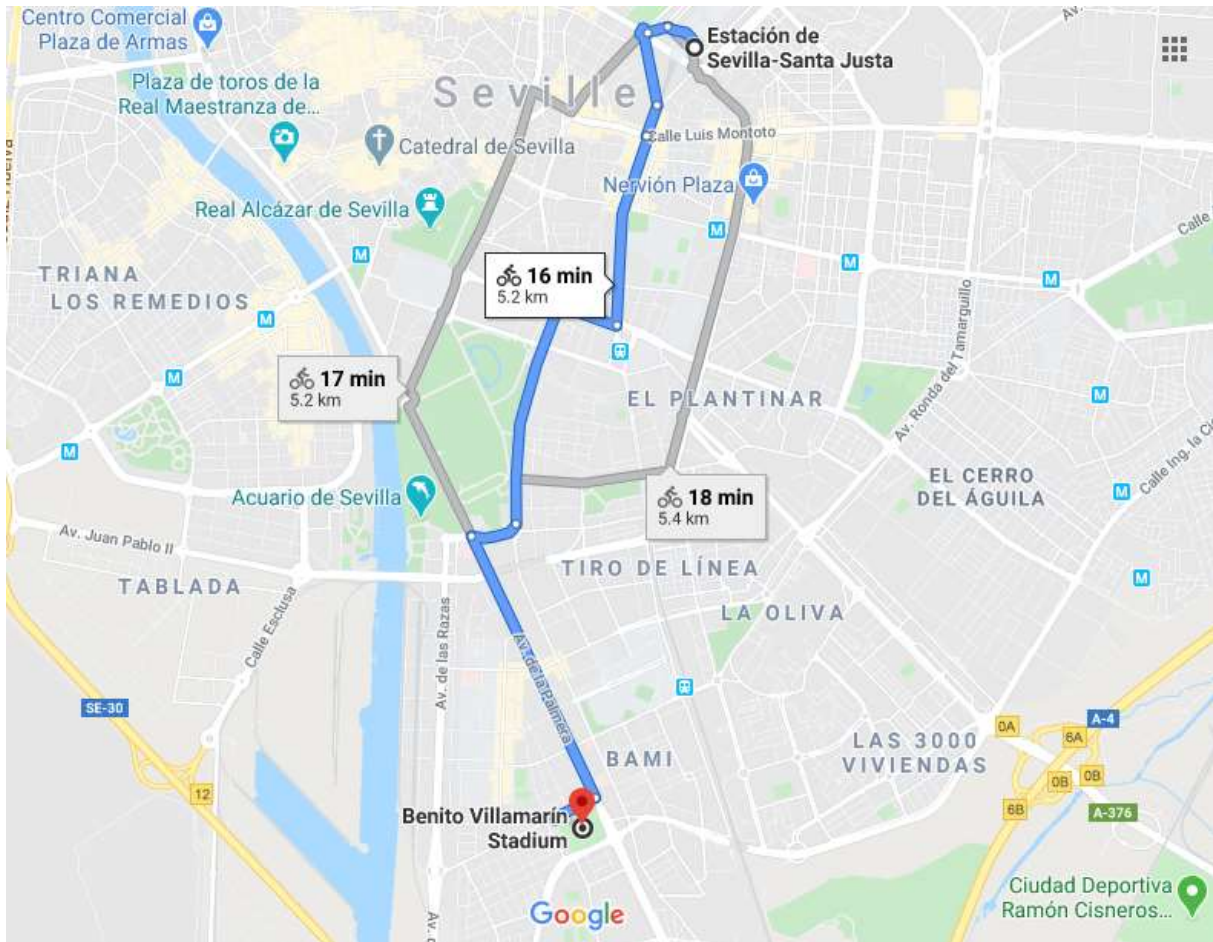 Centro Comercial
Plaza de Armas
Estación de
Sevilla-Santa Justa
Plaza de toros de la
Real Maestranza de...
Seville
Calle Luis Montoto
Catedral de Sevilla
Nervión Plaza
Real Alcázar de Sevilla
M
Calle
M
M
M
TRIANA
LOS REMEDIOS
16 min
5.2 km
M
M
17 min
5.2 km
EL PLANTINAR
Av. Ronda del Tamarguillo
M
M
EL CERRO
DEL ÁGUILA
M
Acuario de Sevilla
18 min
5.4 km
Av. Juan Pablo II
TIRO DE LÍNEA
TABLADA
M
LA OLIVA
Calle Esclusa
Av. de las Razas
Av. de la Palmera
SE-30
A-4
0A
6A
LAS 3000
VIVIENDAS
BAMI
0B
0B
12
6B
A-376
Benito Villamarín
Stadium
Ciudad Deportiva
Ramón Cisneros...
Google